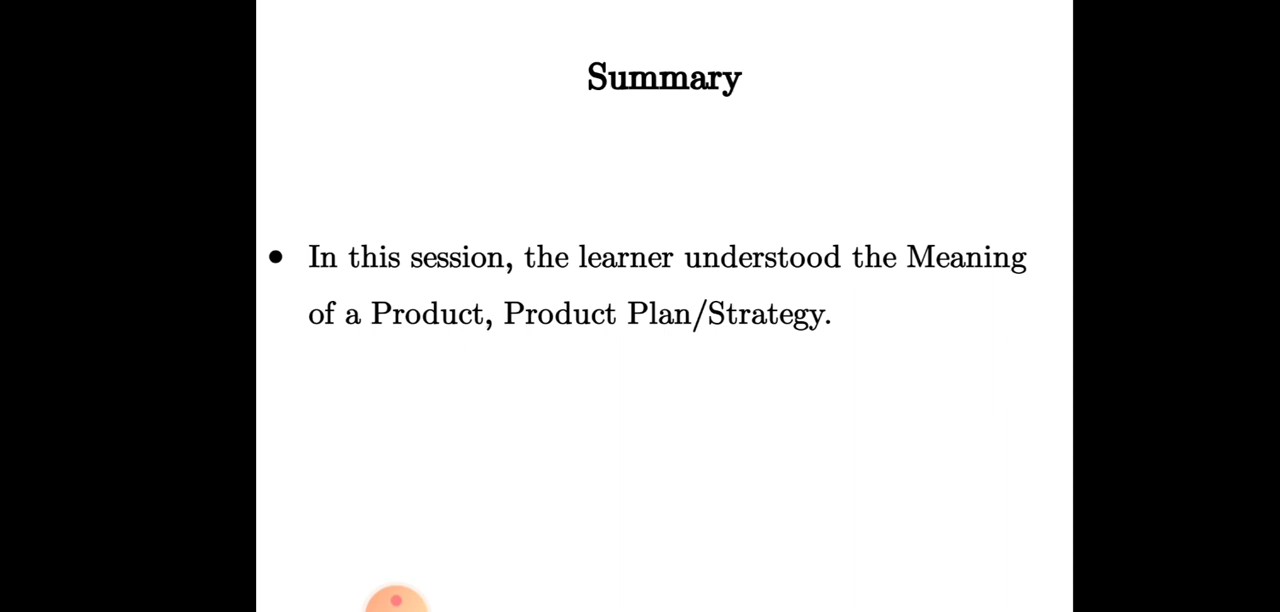 Summary
• In this session, the learner understood the Meaning
of a Product, Product Plan/Strategy.